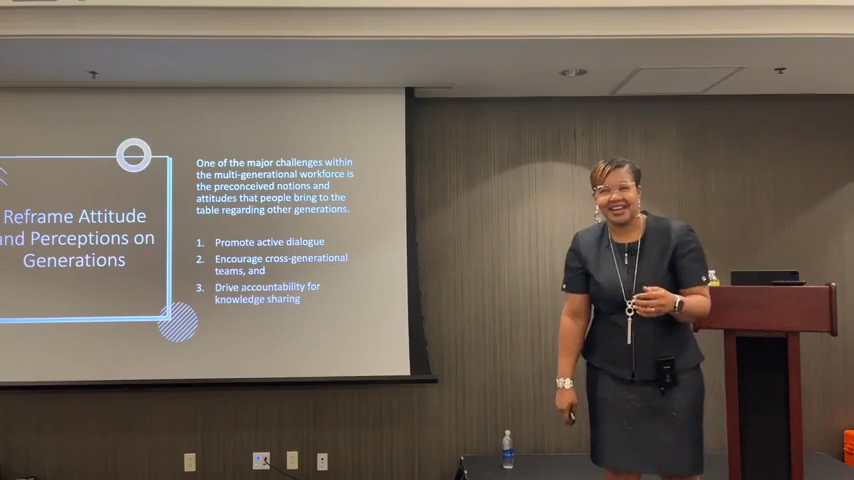 Reframe Attitude
and Perceptions on
Generations
One of the major challenges within
the multi-generational workforce is
the preconceived notions and
attitudes that people bring to the
table regarding other generations.
1. Promote active dialogue
2. Encourage cross-generational
teams, and
3. Drive accountability for
knowledge sharing